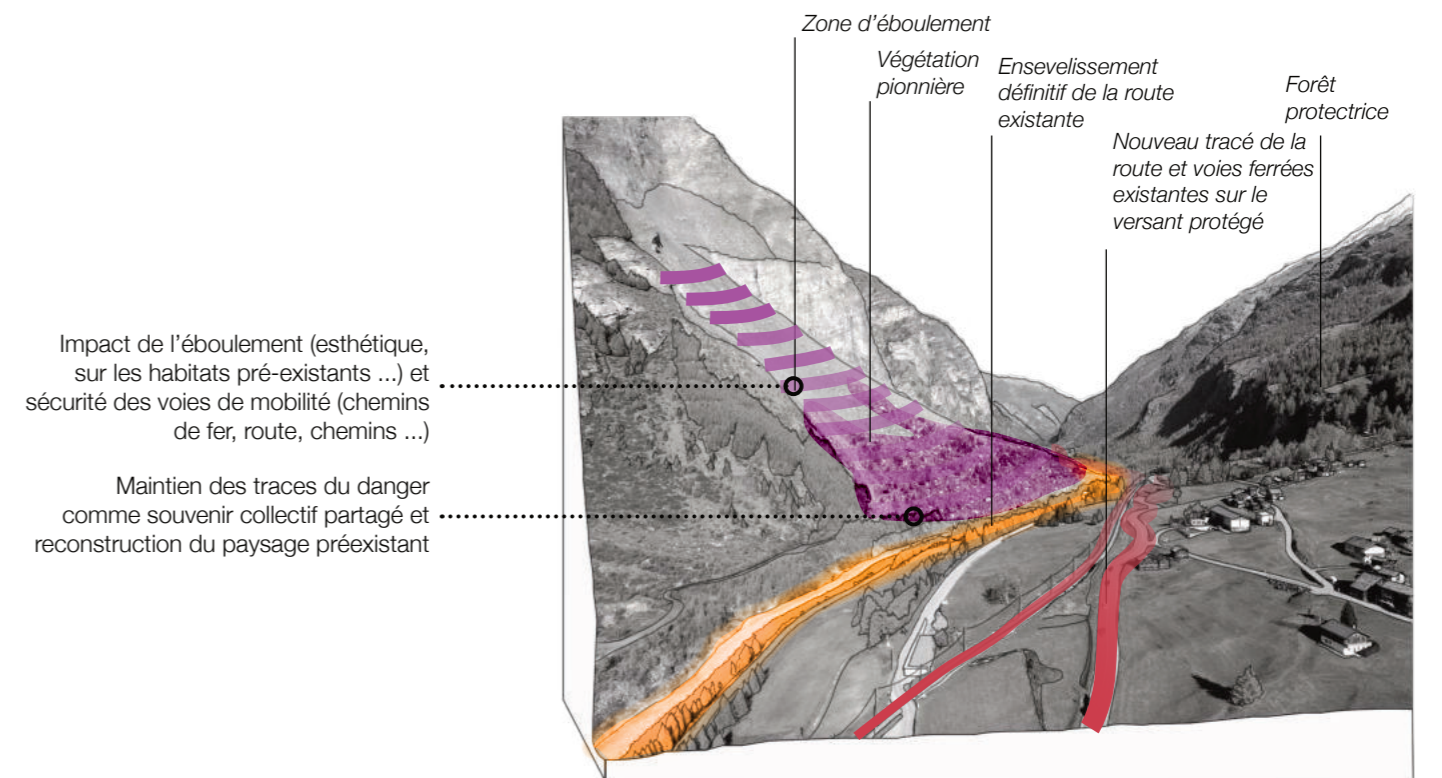 Zone d’éboulement
Végétation
pionnière
Ensevelissement
définitif de la route
existante
Forêt
protectrice
Nouveau tracé de la
route et voies ferrées
existantes sur le
versant protégé
Impact de l’éboulement (esthétique,
sur les habitats pré-existants ...) et
sécurité des voies de mobilité (chemins
de fer, route, chemins ...)
Maintien des traces du danger
comme souvenir collectif partagé et
reconstruction du paysage préexistant